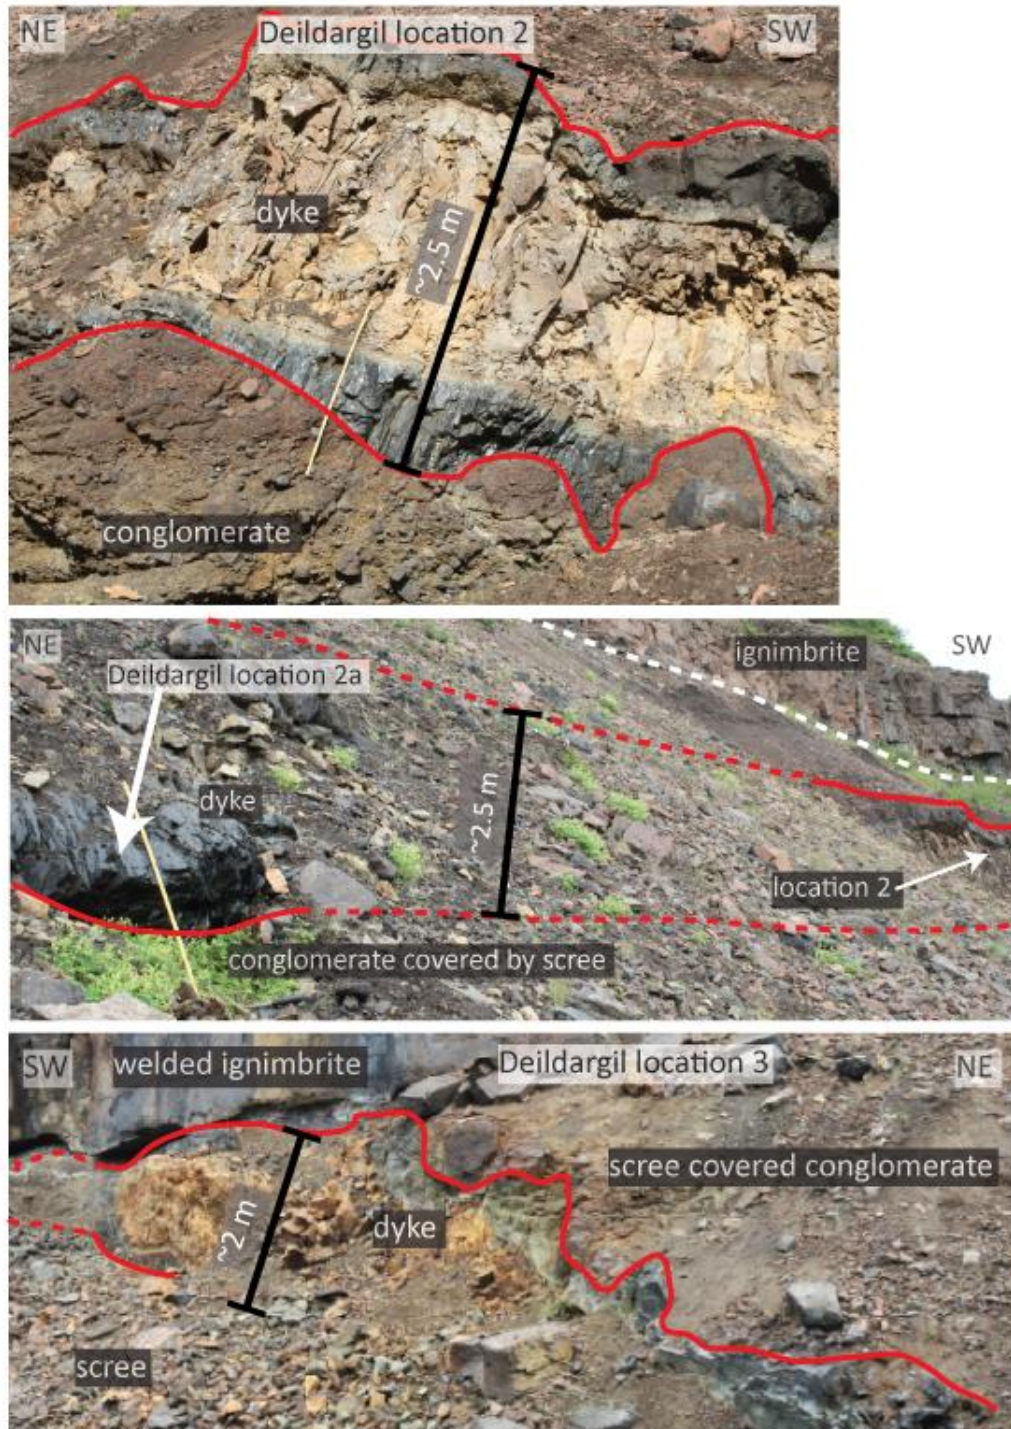 NE
Deildargil location 2
SW
dyke
~2.5 m
conglomerate
NE
ignimbrite
SW
Deildargil location 2a
dyke
~2.5 m
location 2
conglomerate covered by scree
SW
welded ignimbrite
Deildargil location 3
NE
scree covered conglomerate
dyke
~2 m
scree